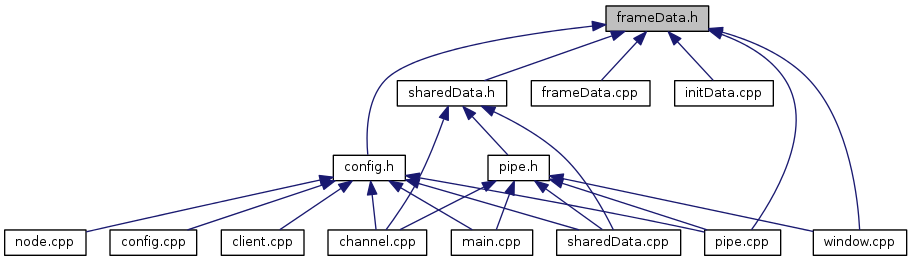 frameData.h
sharedData.h
frameData.cpp
initData.cpp
config.h
pipe.h
node.cpp
config.cpp
client.cpp
channel.cpp
main.cpp
sharedData.cpp
pipe.cpp
window.cpp